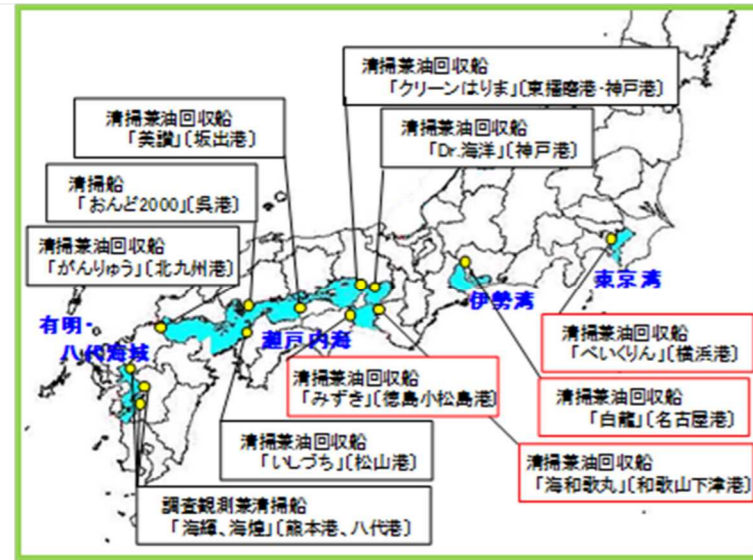 清掃兼油回収船
「クリーンはりま」〔東播磨港・神戸港〕
清掃兼油回収船
「美讃」〔坂出港〕
清掃兼油回収船
「Dr.海洋」〔神戸港〕
清掃船
「おんど2000」〔呉港〕
清掃兼油回収船
「がんりゅう」〔北九州港〕
東京湾
伊勢湾
瀬戸内海
有明・
八代海域
清掃兼油回収船
「べいくりん」〔横浜港〕
清掃兼油回収船
「みずき」〔徳島小松島港〕
清掃兼油回収船
「白龍」〔名古屋港〕
清掃兼油回収船
「いしづち」〔松山港〕
清掃兼油回収船
「海和歌丸」〔和歌山下津港〕
調査観測兼清掃船
「海輝、海煌」〔熊本港、八代港〕